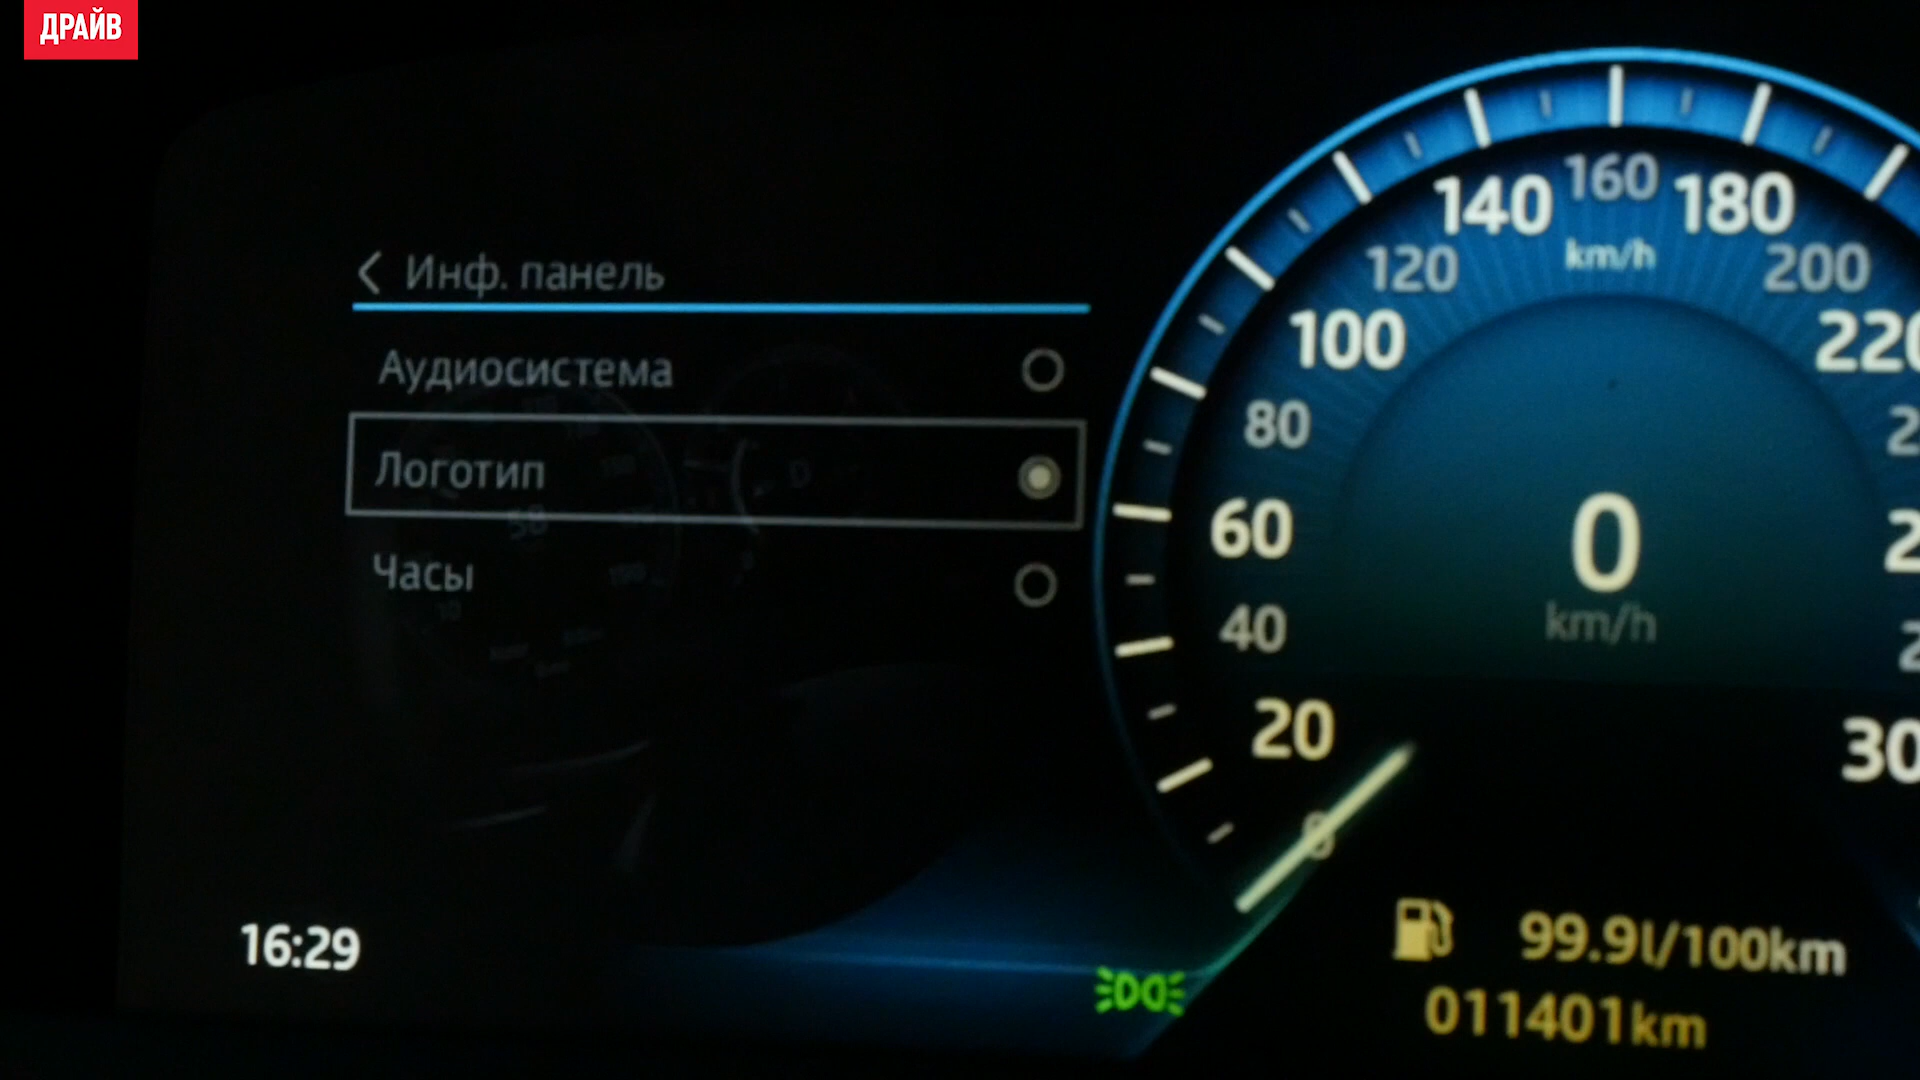 ДРАЙВ
Инф. панель
Аудиосистема
Логотип
Часы
16:29
0
20
40
60
80
100
120
140
160
180
200
220
km/h
0
km/h
99.9l/100km
011401km